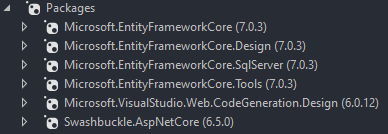 Packages
Microsoft.EntityFrameworkCore (7.0.3)
Microsoft.EntityFrameworkCore.Design (7.0.3)
Microsoft.EntityFrameworkCore.SqlServer (7.0.3)
Microsoft.EntityFrameworkCore.Tools (7.0.3)
Microsoft.VisualStudio.Web.CodeGeneration.Design (6.0.12)
Swashbuckle.AspNetCore (6.5.0)